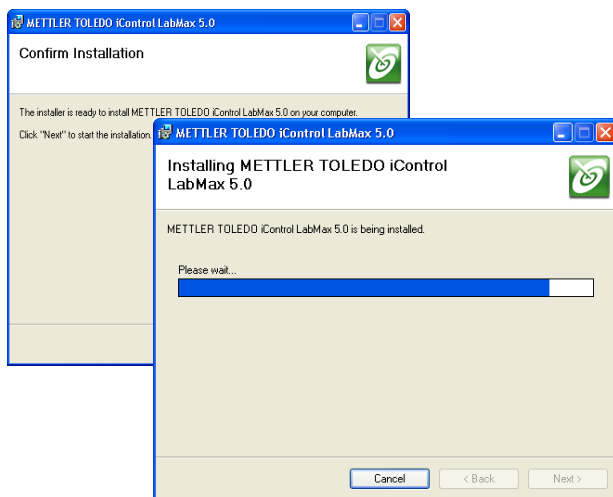 METTLER TOLEDO iControl LabMax 5.0
Confirm Installation
The installer is ready to install METTLER TOLEDO iControl LabMax 5.0 on your computer.
Click "Next" to start the installation.
METTLER TOLEDO iControl LabMax 5.0
Installing METTLER TOLEDO iControl
LabMax 5.0
METTLER TOLEDO iControl LabMax 5.0 is being installed.
Please wait...
Cancel
< Back
Next >